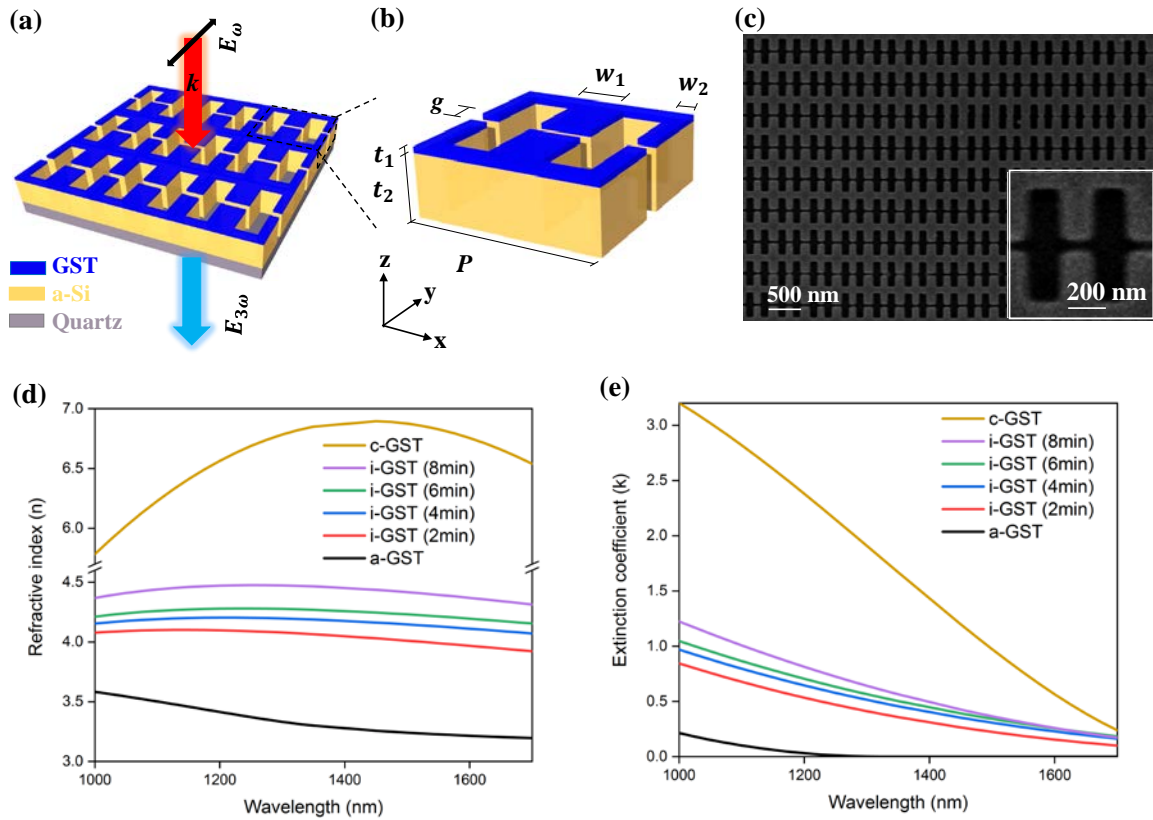 (a)
E_ω
k
GST
a-Si
Quartz
E_3ω
(b)
w_1
w_2
g
t_1
t_2
P
z
y
x
(c)
500 nm
200 nm
(d)
7.0
6.5
6.0
4.5
4.0
3.5
3.0
Refractive index (n)
c-GST
i-GST (8min)
i-GST (6min)
i-GST (4min)
i-GST (2min)
a-GST
1000 1200 1400 1600
Wavelength (nm)
(e)
3.0
2.5
2.0
1.5
1.0
0.5
0.0
Extinction coefficient (k)
c-GST
i-GST (8min)
i-GST (6min)
i-GST (4min)
i-GST (2min)
a-GST
1000 1200 1400 1600
Wavelength (nm)